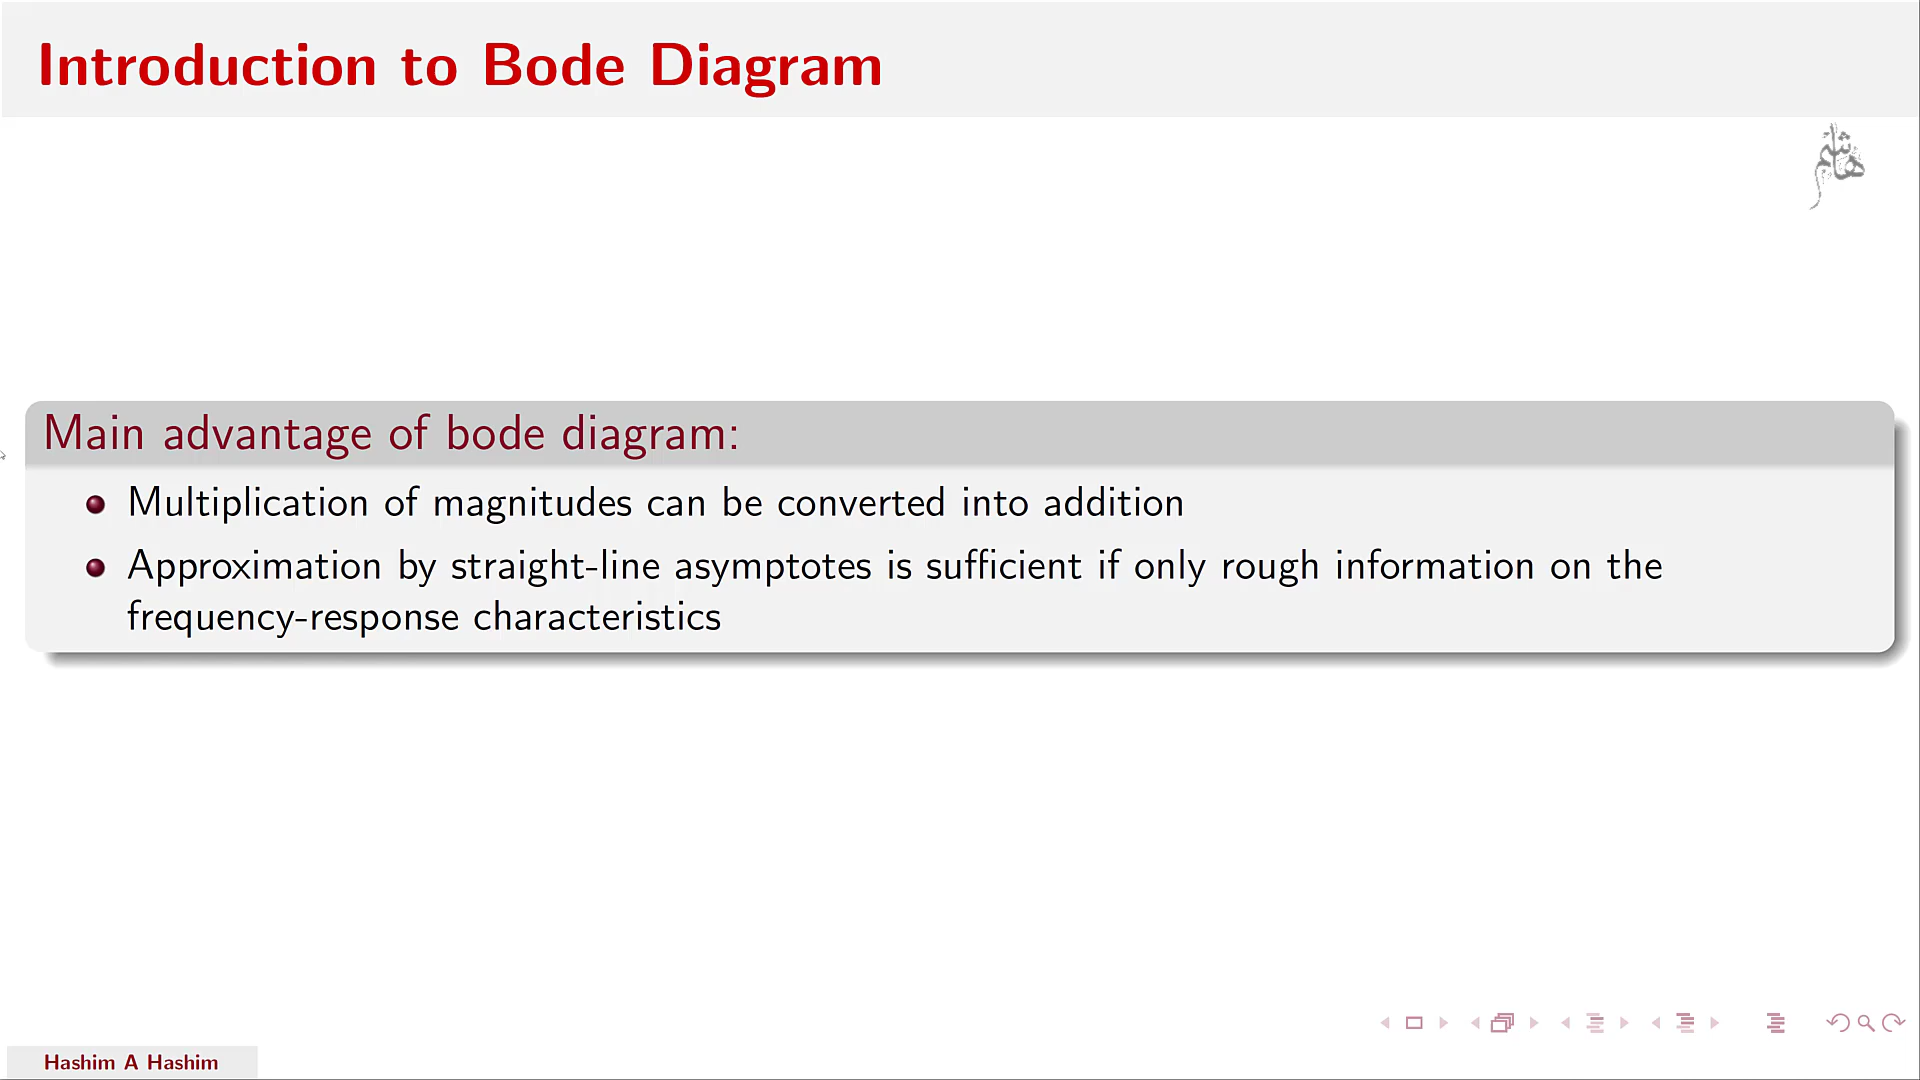 Introduction to Bode Diagram
هاشم
Main advantage of bode diagram:
Multiplication of magnitudes can be converted into addition
Approximation by straight-line asymptotes is sufficient if only rough information on the
frequency-response characteristics
Hashim A Hashim